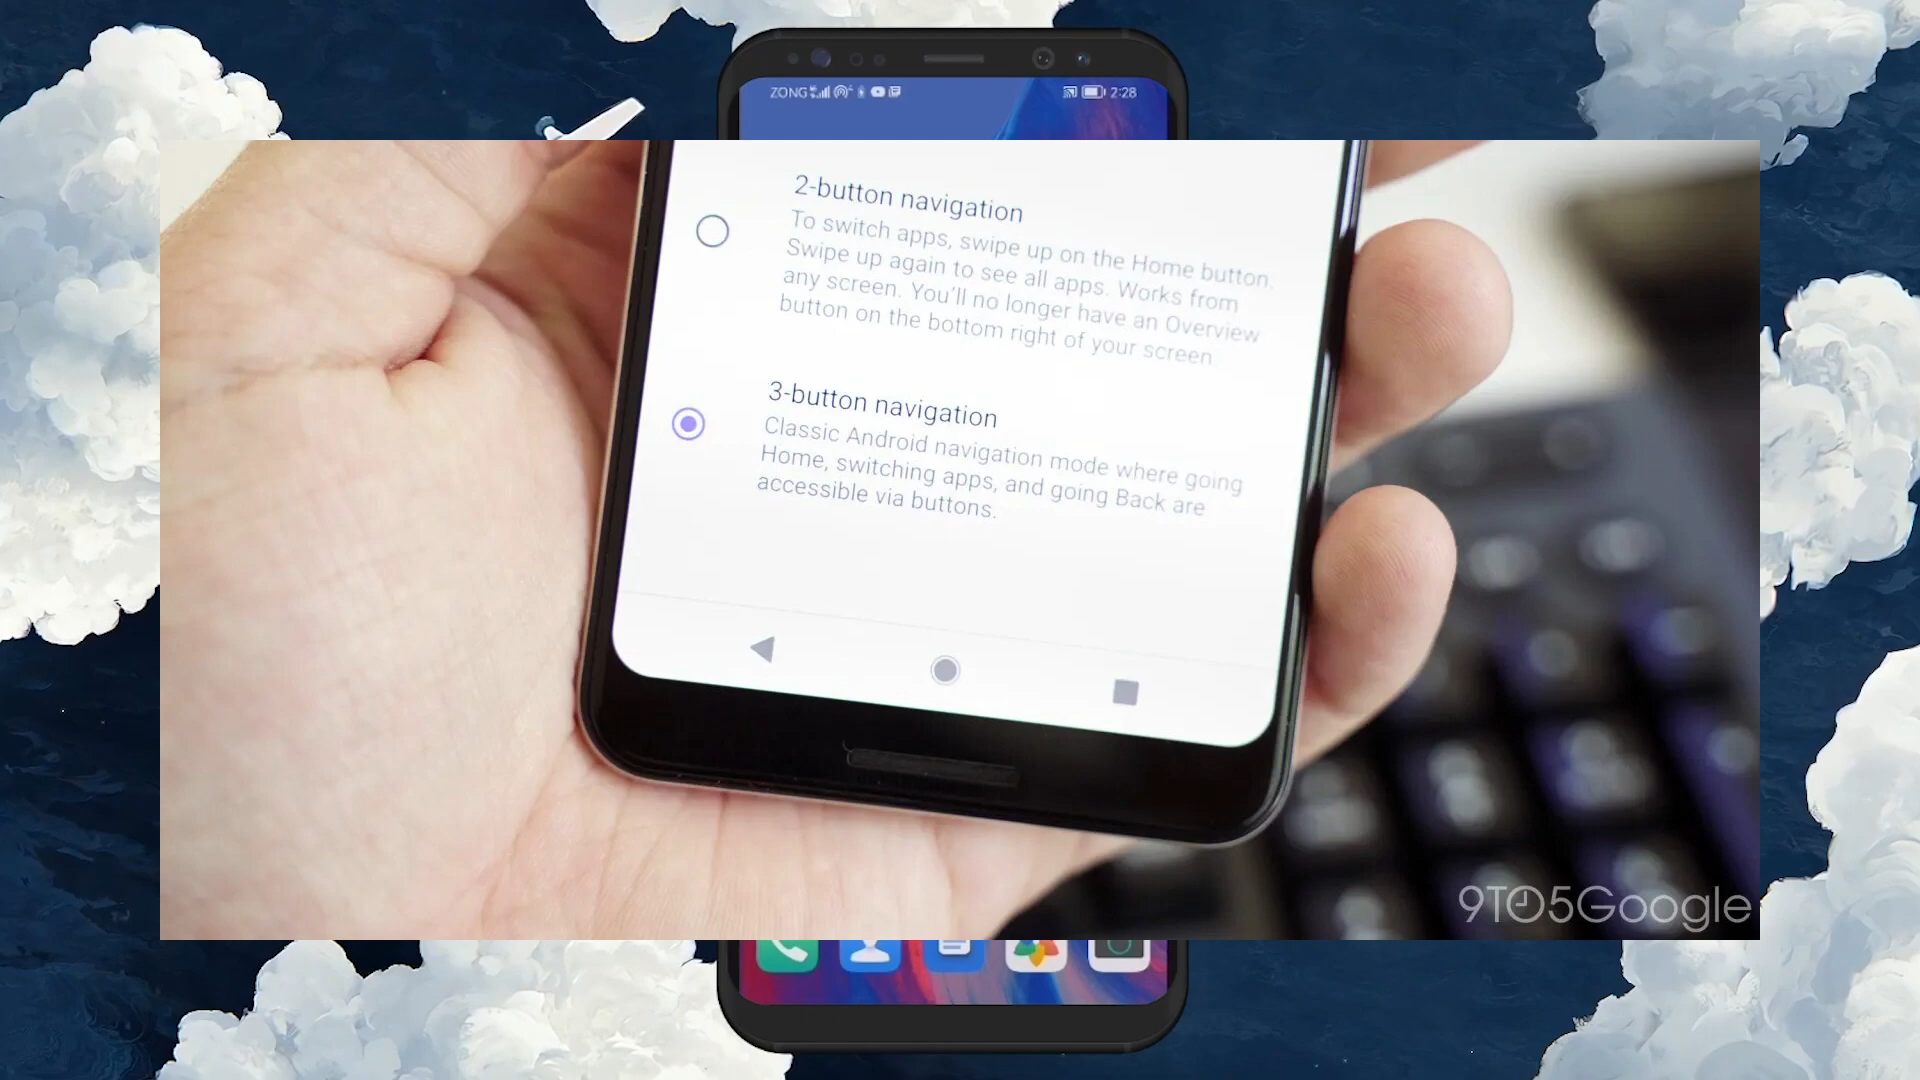 ZONG
2:28
2-button navigation
To switch apps, swipe up on the Home button.
Swipe up again to see all apps. Works from
any screen. You'll no longer have an Overview
button on the bottom right of your screen.
3-button navigation
Classic Android navigation mode where going
Home, switching apps, and going Back are
accessible via buttons.
9TO5Google